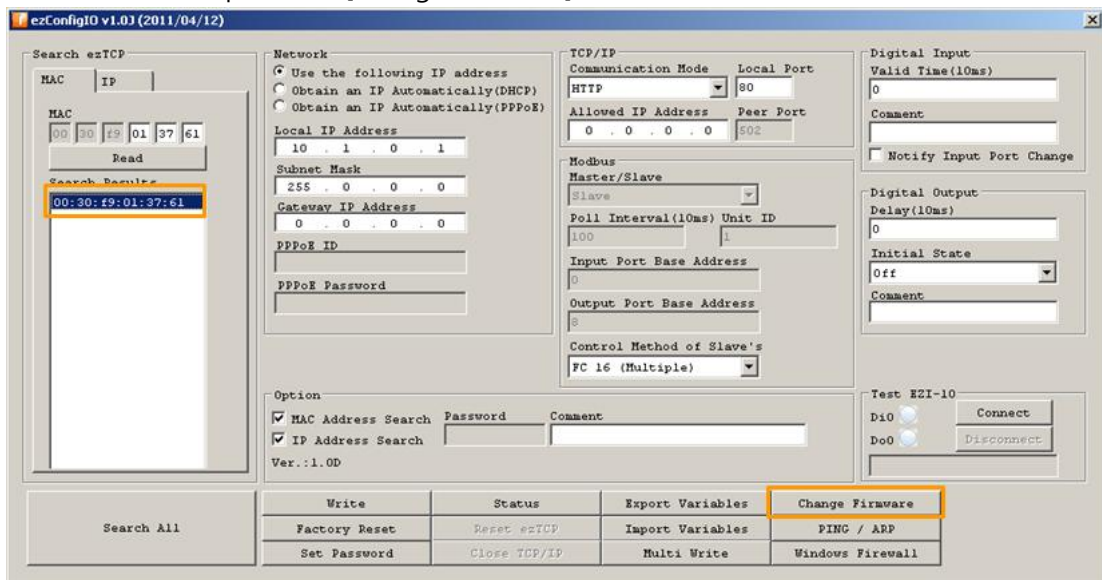 ezConfigIO v1.0J (2011/04/12)
Search ezTCP
MAC
IP
MAC
00 30 f9 01 37 61
Read
Search Results
00:30:f9:01:37:61
Search All
Network
Use the following IP address
Obtain an IP Automatically(DHCP)
Obtain an IP Automatically(PPPoE)
Local IP Address
10 . 1 . 0 . 1
Subnet Mask
255 . 0 . 0 . 0
Gateway IP Address
0 . 0 . 0 . 0
PPPoE ID
PPPoE Password
TCP/IP
Communication Mode Local Port
HTTP 80
Allowed IP Address Peer Port
0 . 0 . 0 . 0 502
Modbus
Master/Slave
Slave
Poll Interval(10ms) Unit ID
100 1
Input Port Base Address
0
Output Port Base Address
8
Control Method of Slave's
FC 16 (Multiple)
Digital Input
Valid Time(10ms)
0
Comment
Notify Input Port Change
Digital Output
Delay(10ms)
0
Initial State
Off
Comment
Option
MAC Address Search Password Comment
IP Address Search
Ver.:1.0D
Test EZI-10
Di0 Connect
Do0 Disconnect
Write Status Export Variables Change Firmware
Factory Reset Reset ezTCP Import Variables PING / ARP
Set Password Close TCP/IP Multi Write Windows Firewall